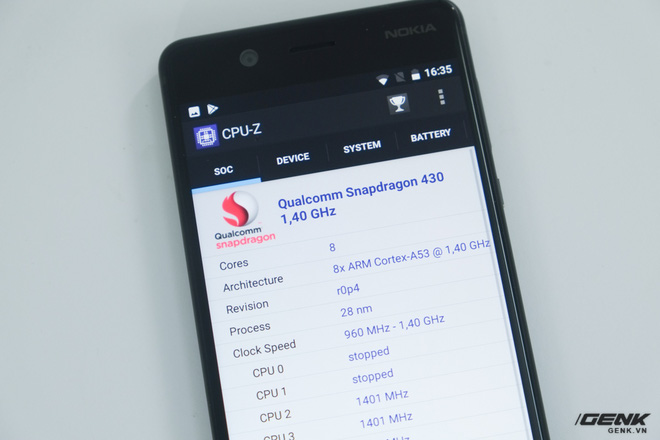 NOKIA
16:35
CPU-Z
SOC DEVICE SYSTEM BATTERY
Qualcomm snapdragon
Qualcomm Snapdragon 430
1,40 GHz
Cores 8
Architecture 8x ARM Cortex-A53 @ 1,40 GHz
Revision r0p4
Process 28 nm
Clock Speed 960 MHz - 1,40 GHz
CPU 0 stopped
CPU 1 stopped
CPU 2 1401 MHz
CPU 3 1401 MHz
GENK
GENK.VN